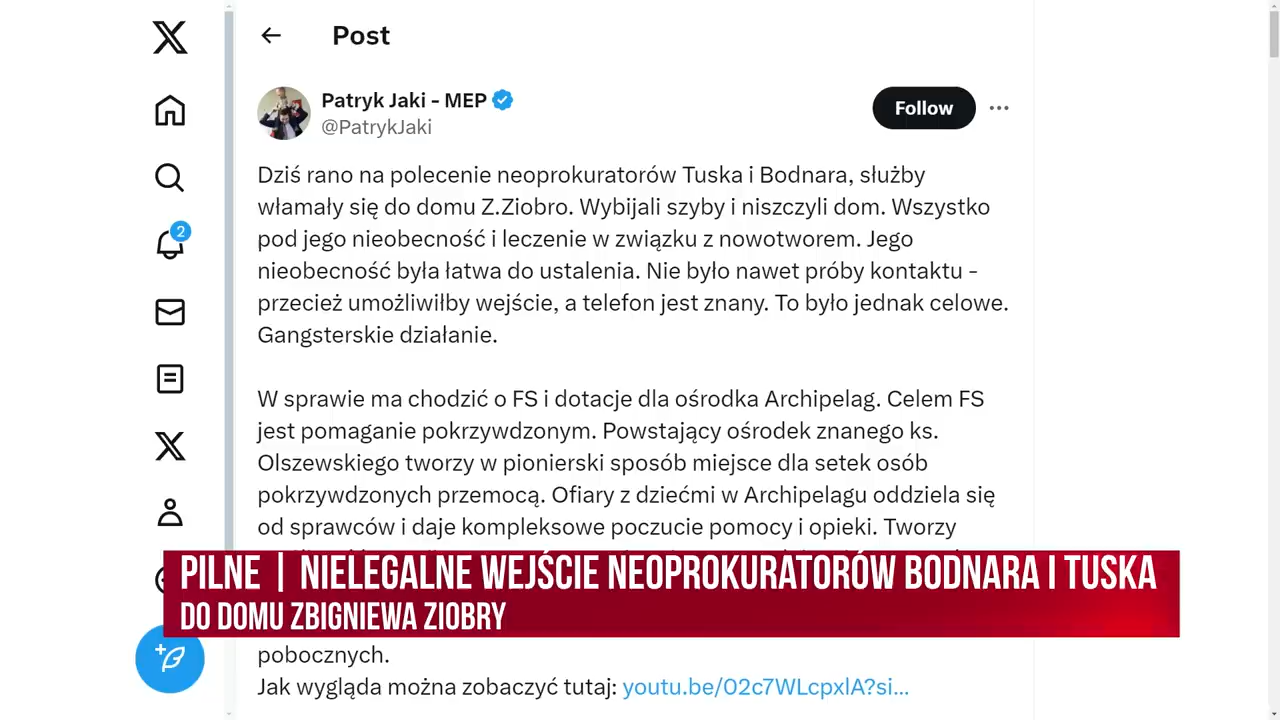 Post
Patryk Jaki - MEP
Follow
@PatrykJaki
Dziś rano na polecenie neoprokuratorów Tuska i Bodnara, służby
włamały się do domu Z.Ziobro. Wybijali szyby i niszczyli dom. Wszystko
pod jego nieobecność i leczenie w związku z nowotworem. Jego
nieobecność była łatwa do ustalenia. Nie było nawet próby kontaktu -
przecież umożliwiłby wejście, a telefon jest znany. To było jednak celowe.
Gangsterskie działanie.
2
W sprawie ma chodzić o FS i dotacje dla ośrodka Archipelag. Celem FS
jest pomaganie pokrzywdzonym. Powstający ośrodek znanego ks.
Olszewskiego tworzy w pionierski sposób miejsce dla setek osób
pokrzywdzonych przemocą. Ofiary z dziećmi w Archipelagu oddziela się
od sprawców i daje kompleksowe poczucie pomocy i opieki. Tworzy
PILNE | NIELEGALNE WEJŚCIE NEOPROKURATORÓW BODNARA I TUSKA
DO DOMU ZBIGNIEWA ZIOBRY
pobocznych.
Jak wygląda można zobaczyć tutaj: youtu.be/02c7WLcpxlA?si...